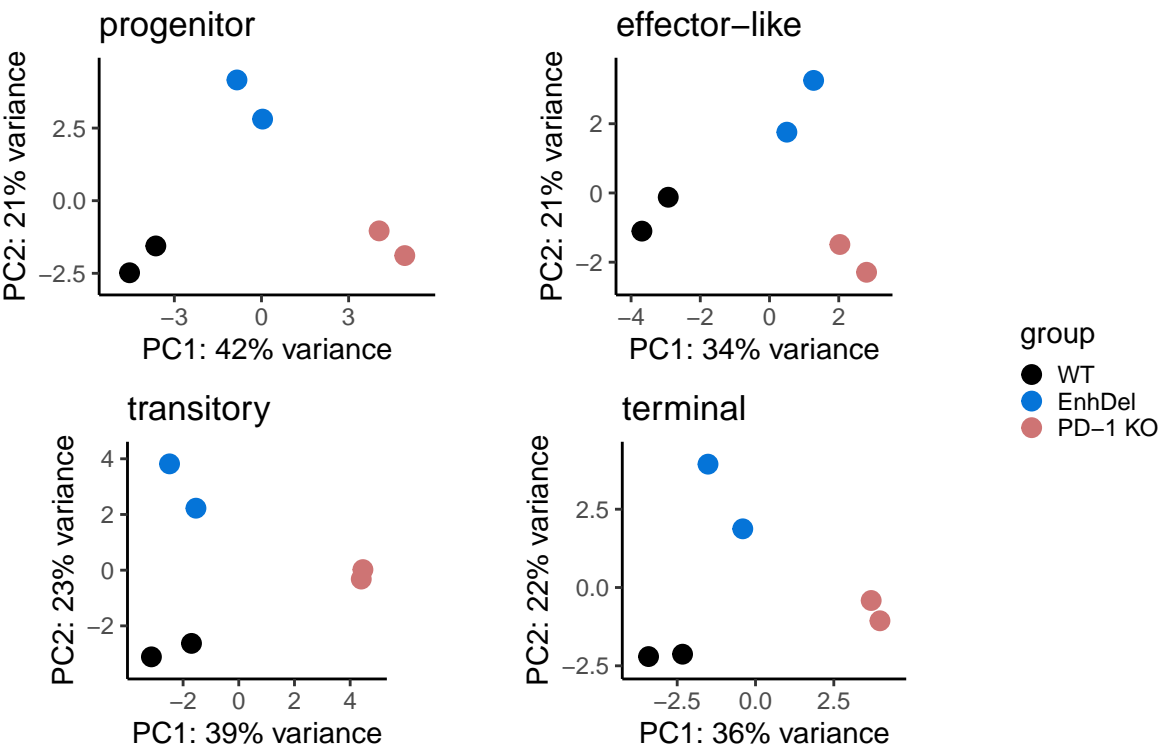 progenitor
PC2: 21% variance
2.5
0.0
−2.5
−3 0 3
PC1: 42% variance
effector−like
PC2: 21% variance
2
0
−2
−4 −2 0 2
PC1: 34% variance
transitory
PC2: 23% variance
4
2
0
−2
−2 0 2 4
PC1: 39% variance
terminal
PC2: 22% variance
2.5
0.0
−2.5
−2.5 0.0 2.5
PC1: 36% variance
group
WT
EnhDel
PD−1 KO